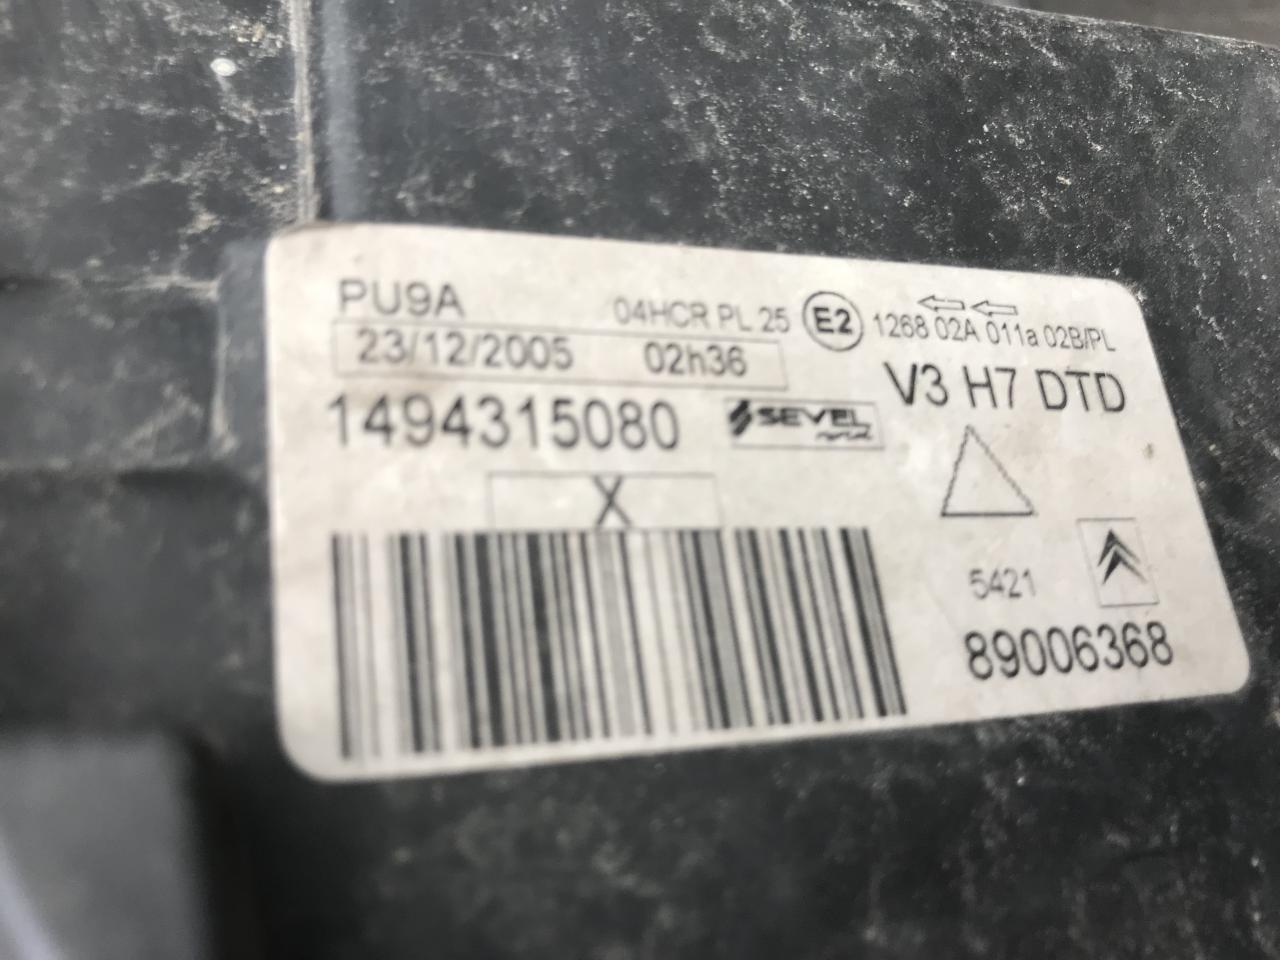 PU9A 04HCR PL 25 E2 1268 02A 011a 02B/PL
23/12/2005 02h36
V3 H7 DTD
1494315080 SEVEL
X
5421
89006368